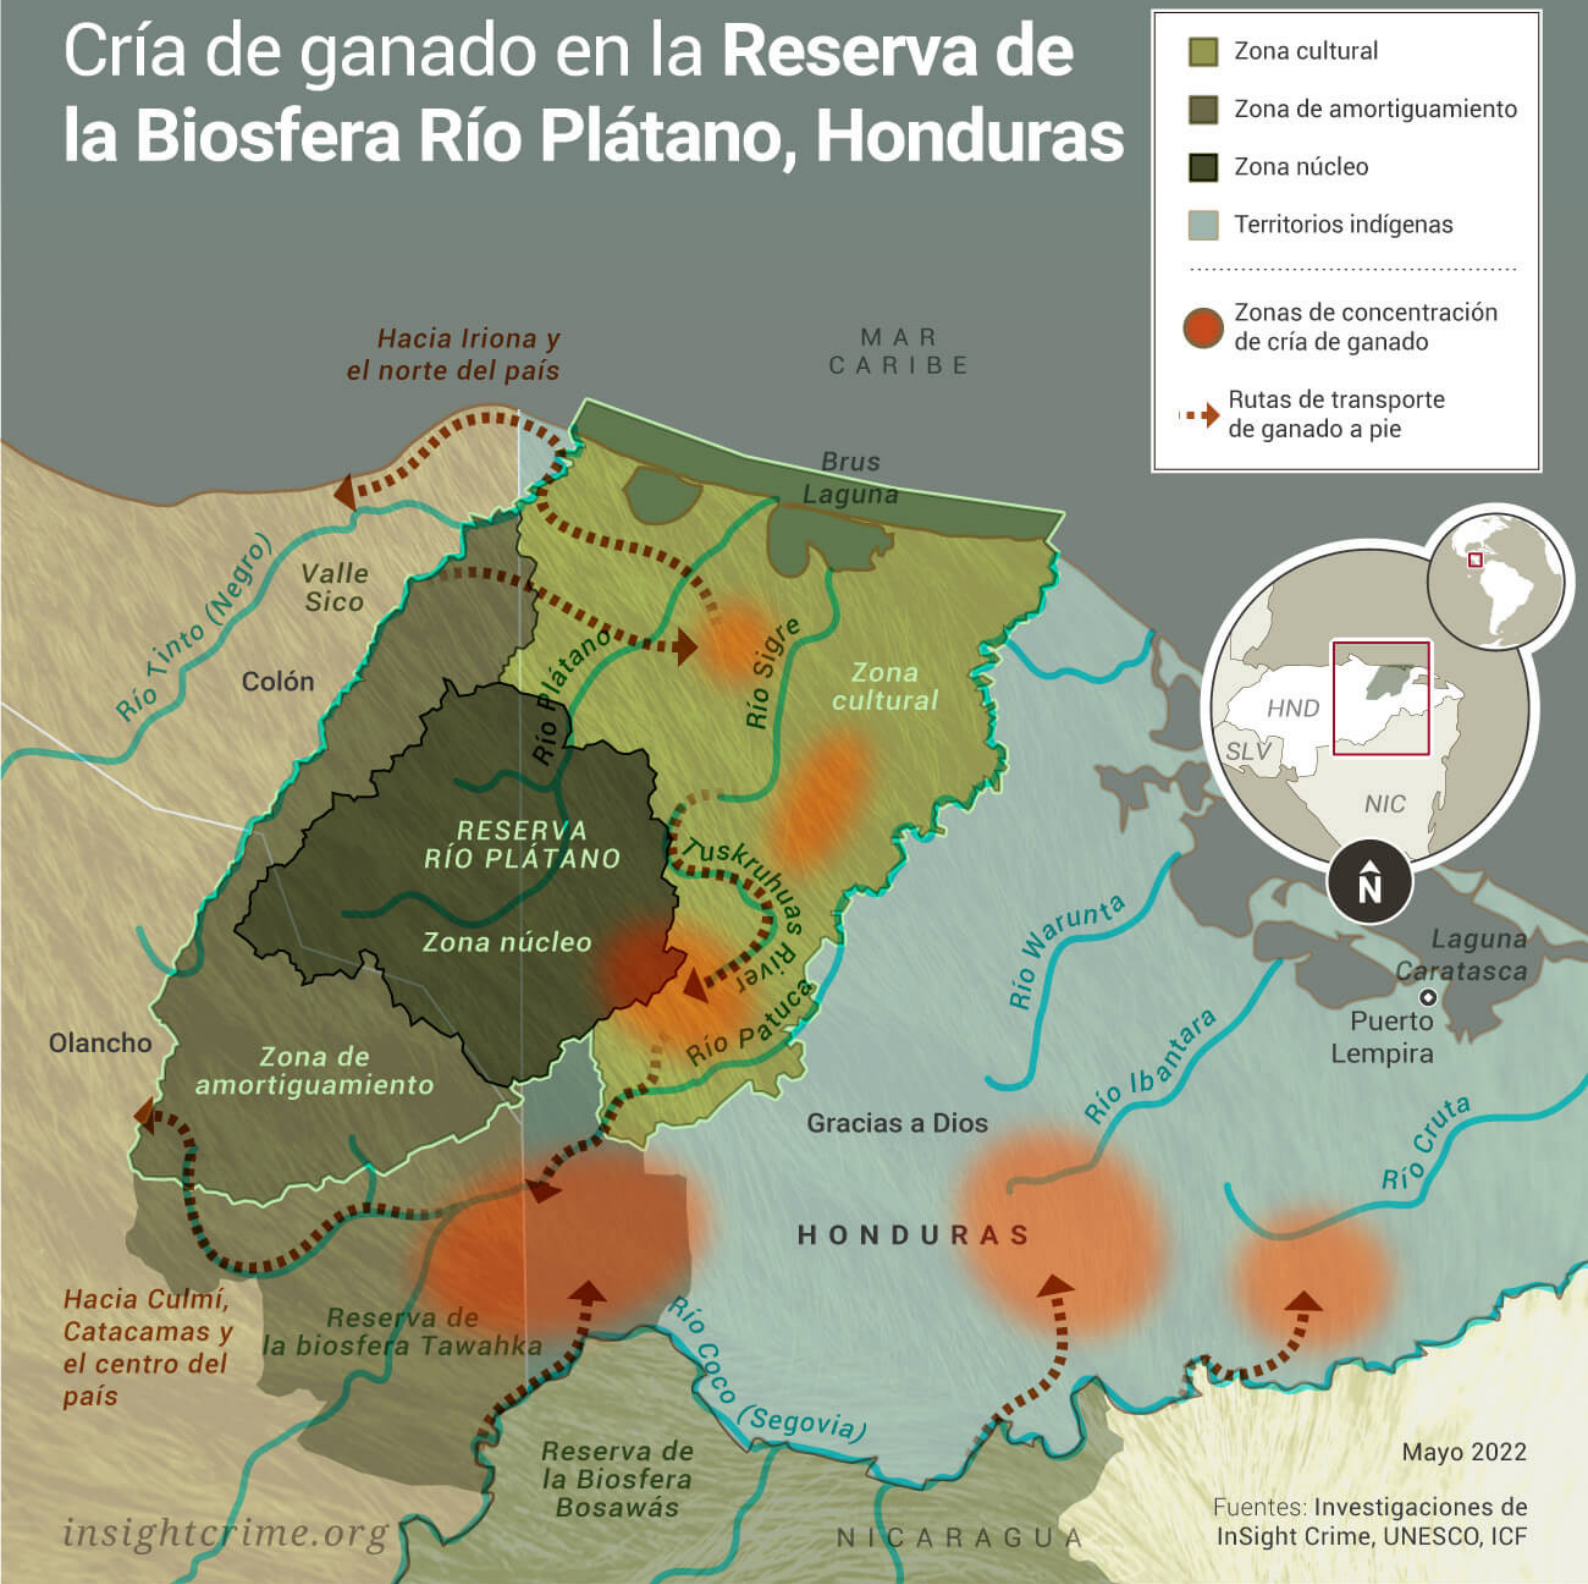 Cría de ganado en la Reserva de
la Biosfera Río Plátano, Honduras
Zona cultural
Zona de amortiguamiento
Zona núcleo
Territorios indígenas
Zonas de concentración
de cría de ganado
Rutas de transporte
de ganado a pie
Hacia Iriona y
el norte del país
MAR
CARIBE
Brus
Laguna
Río Tinto (Negro)
Valle
Sico
Colón
Río Plátano
Río Sigre
Zona
cultural
HND
SLV
NIC
N
RESERVA
RÍO PLÁTANO
Zona núcleo
Tuskruhuas River
Río Patuca
Río Warunta
Laguna
Caratasca
Puerto
Lempira
Olancho
Zona de
amortiguamiento
Gracias a Dios
Río Ibantara
Río Cruta
HONDURAS
Hacia Culmí,
Catacamas y
el centro del
país
Reserva de
la biosfera Tawahka
Río Coco (Segovia)
Reserva de
la Biosfera
Bosawás
NICARAGUA
Mayo 2022
Fuentes: Investigaciones de
InSight Crime, UNESCO, ICF
insightcrime.org